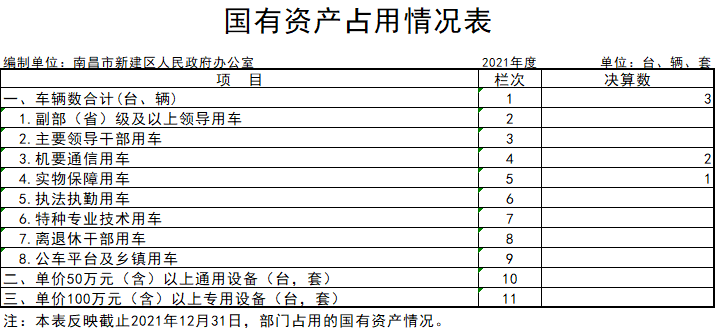 国有资产占用情况表
编制单位：南昌市新建区人民政府办公室 2021年度 单位：台、辆、套
项 目 栏次 决算数
一、车辆数合计(台、辆) 1 3
1.副部（省）级及以上领导用车 2
2.主要领导干部用车 3
3.机要通信用车 4 2
4.实物保障用车 5 1
5.执法执勤用车 6
6.特种专业技术用车 7
7.离退休干部用车 8
8.公车平台及乡镇用车 9
二、单价50万元（含）以上通用设备（台，套） 10
三、单价100万元（含）以上专用设备（台，套） 11
注：本表反映截止2021年12月31日，部门占用的国有资产情况。